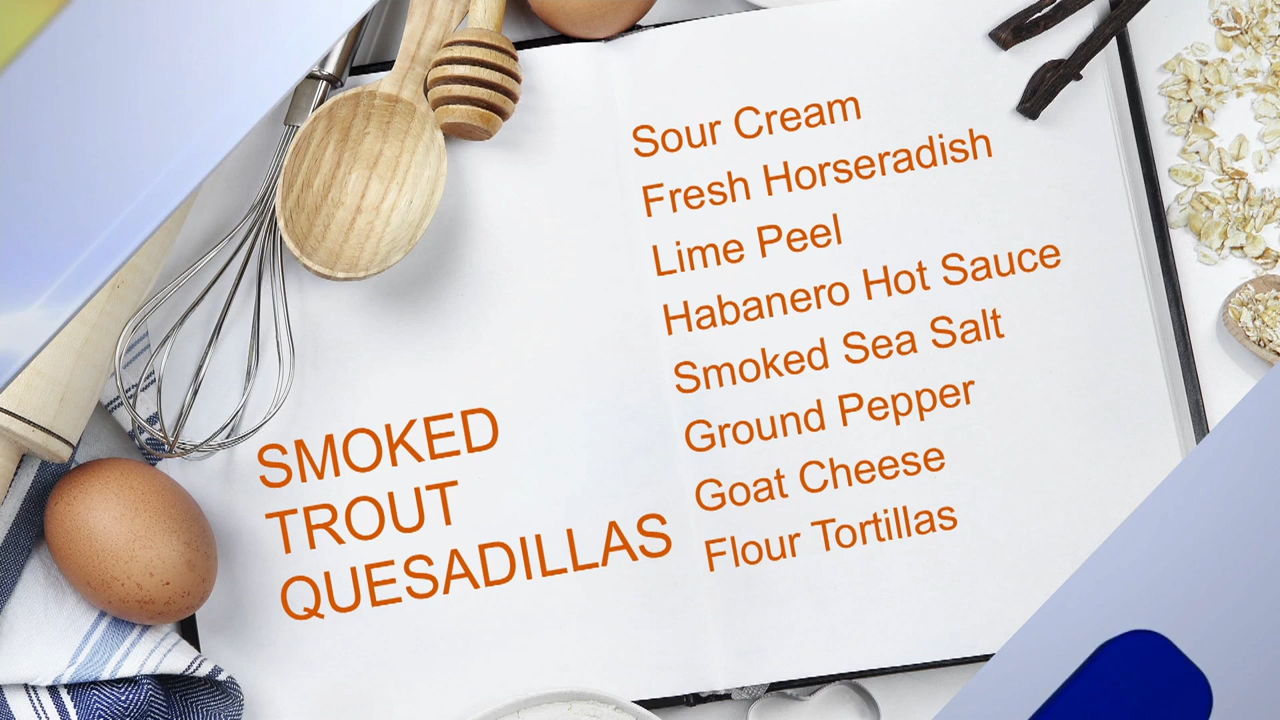 SMOKED
TROUT
QUESADILLAS
Sour Cream
Fresh Horseradish
Lime Peel
Habanero Hot Sauce
Smoked Sea Salt
Ground Pepper
Goat Cheese
Flour Tortillas